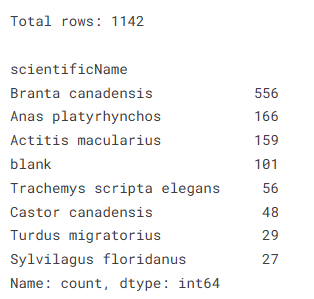 Total rows: 1142
scientificName
Branta canadensis 556
Anas platyrhynchos 166
Actitis macularius 159
blank 101
Trachemys scripta elegans 56
Castor canadensis 48
Turdus migratorius 29
Sylvilagus floridanus 27
Name: count, dtype: int64